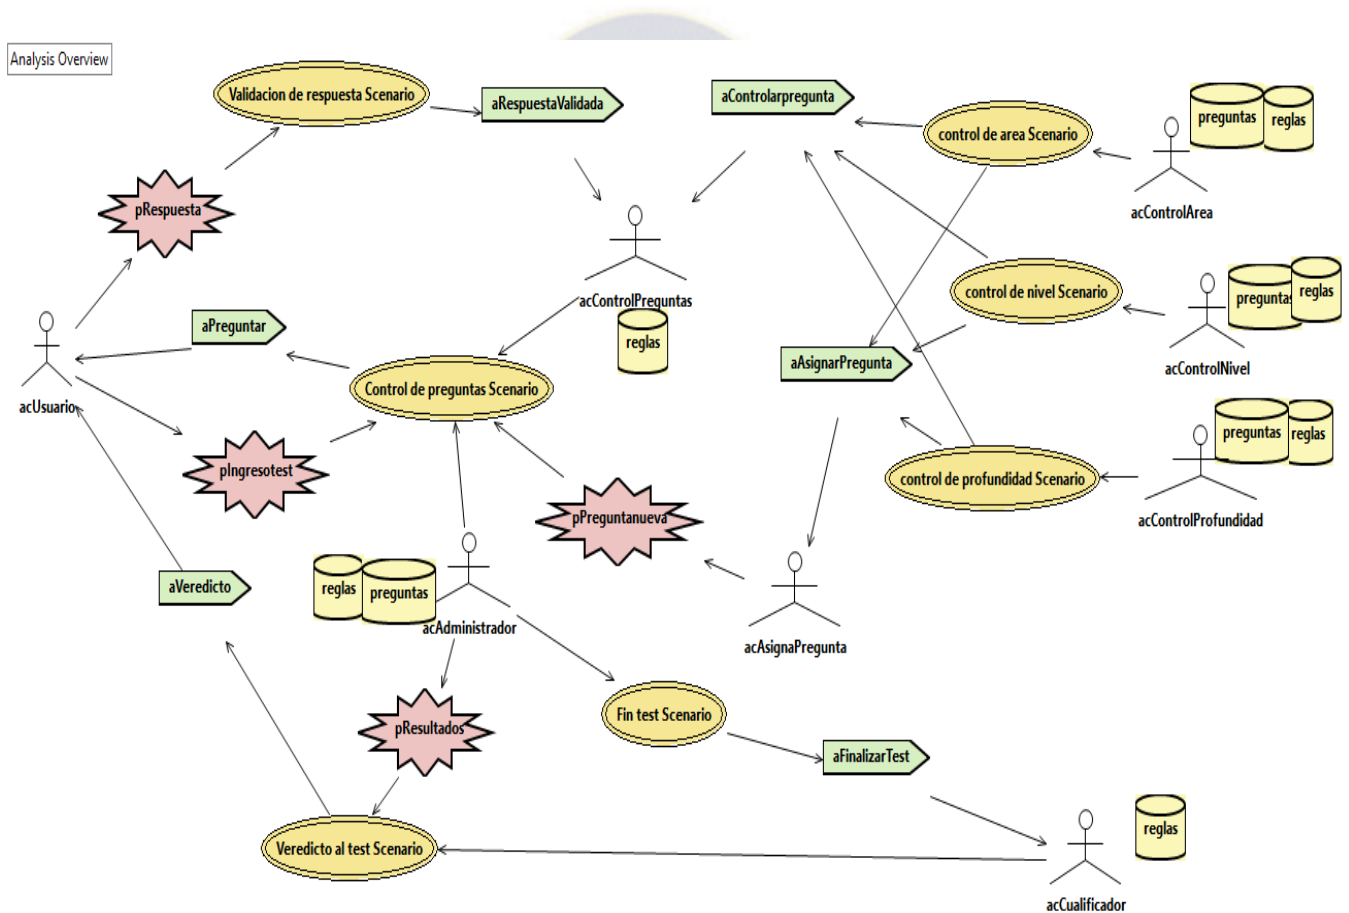 Analysis Overview
Validacion de respuesta Scenario
aRespuestaValidada
aControlarpregunta
control de area Scenario
preguntas
reglas
acControlArea
pRespuesta
acControlPreguntas
reglas
control de nivel Scenario
preguntas
reglas
acControlNivel
aPreguntar
acUsuario
Control de preguntas Scenario
aAsignarPregunta
preguntas
reglas
control de profundidad Scenario
acControlProfundidad
pIngresotest
pPreguntanueva
aVeredicto
reglas
preguntas
acAdministrador
acAsignaPregunta
pResultados
Fin test Scenario
aFinalizarTest
Veredicto al test Scenario
reglas
acCualificador